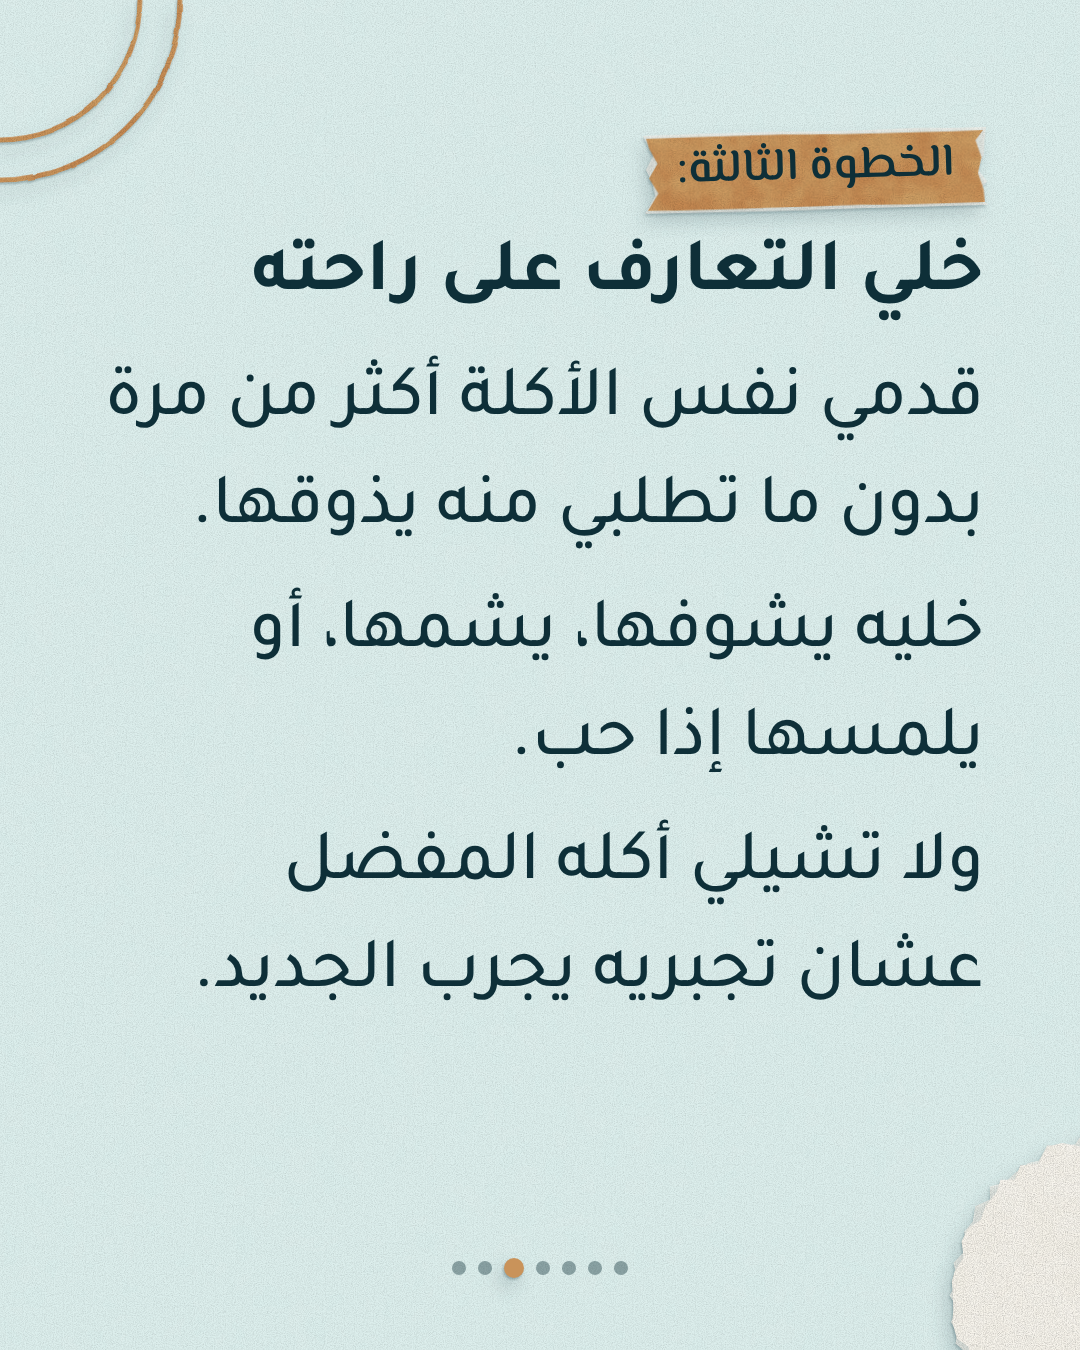 الخطوة الثالثة:
خلي التعارف على راحته
قدمي نفس الأكلة أكثر من مرة
بدون ما تطلبي منه يذوقها.
خليه يشوفها، يشمها، أو
يلمسها إذا حب.
ولا تشيلي أكله المفضل
عشان تجبريه يجرب الجديد.